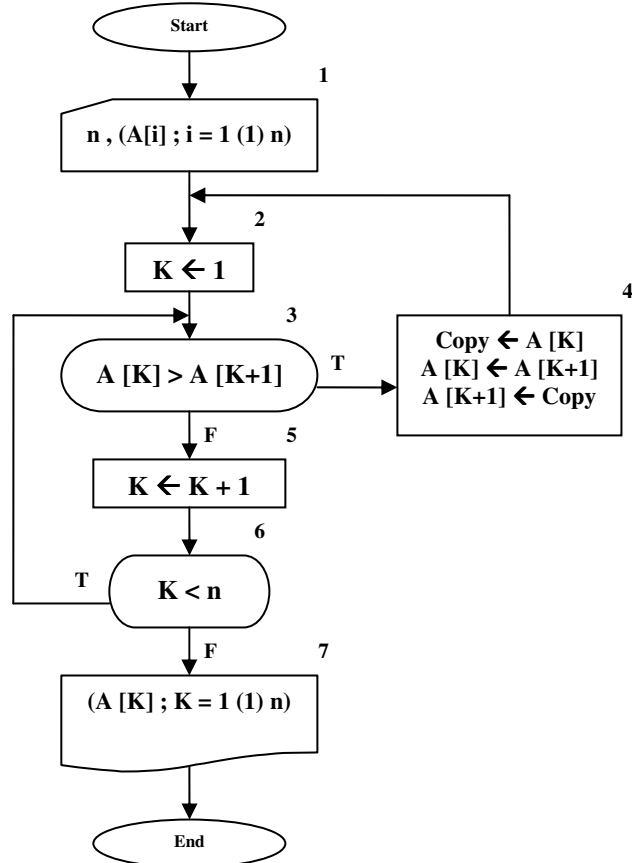 Start
1
n , (A[i] ; i = 1 (1) n)
2
K ← 1
3
A [K] > A [K+1]
T
4
Copy ← A [K]
A [K] ← A [K+1]
A [K+1] ← Copy
F
5
K ← K + 1
6
T
K < n
F
7
(A [K] ; K = 1 (1) n)
End